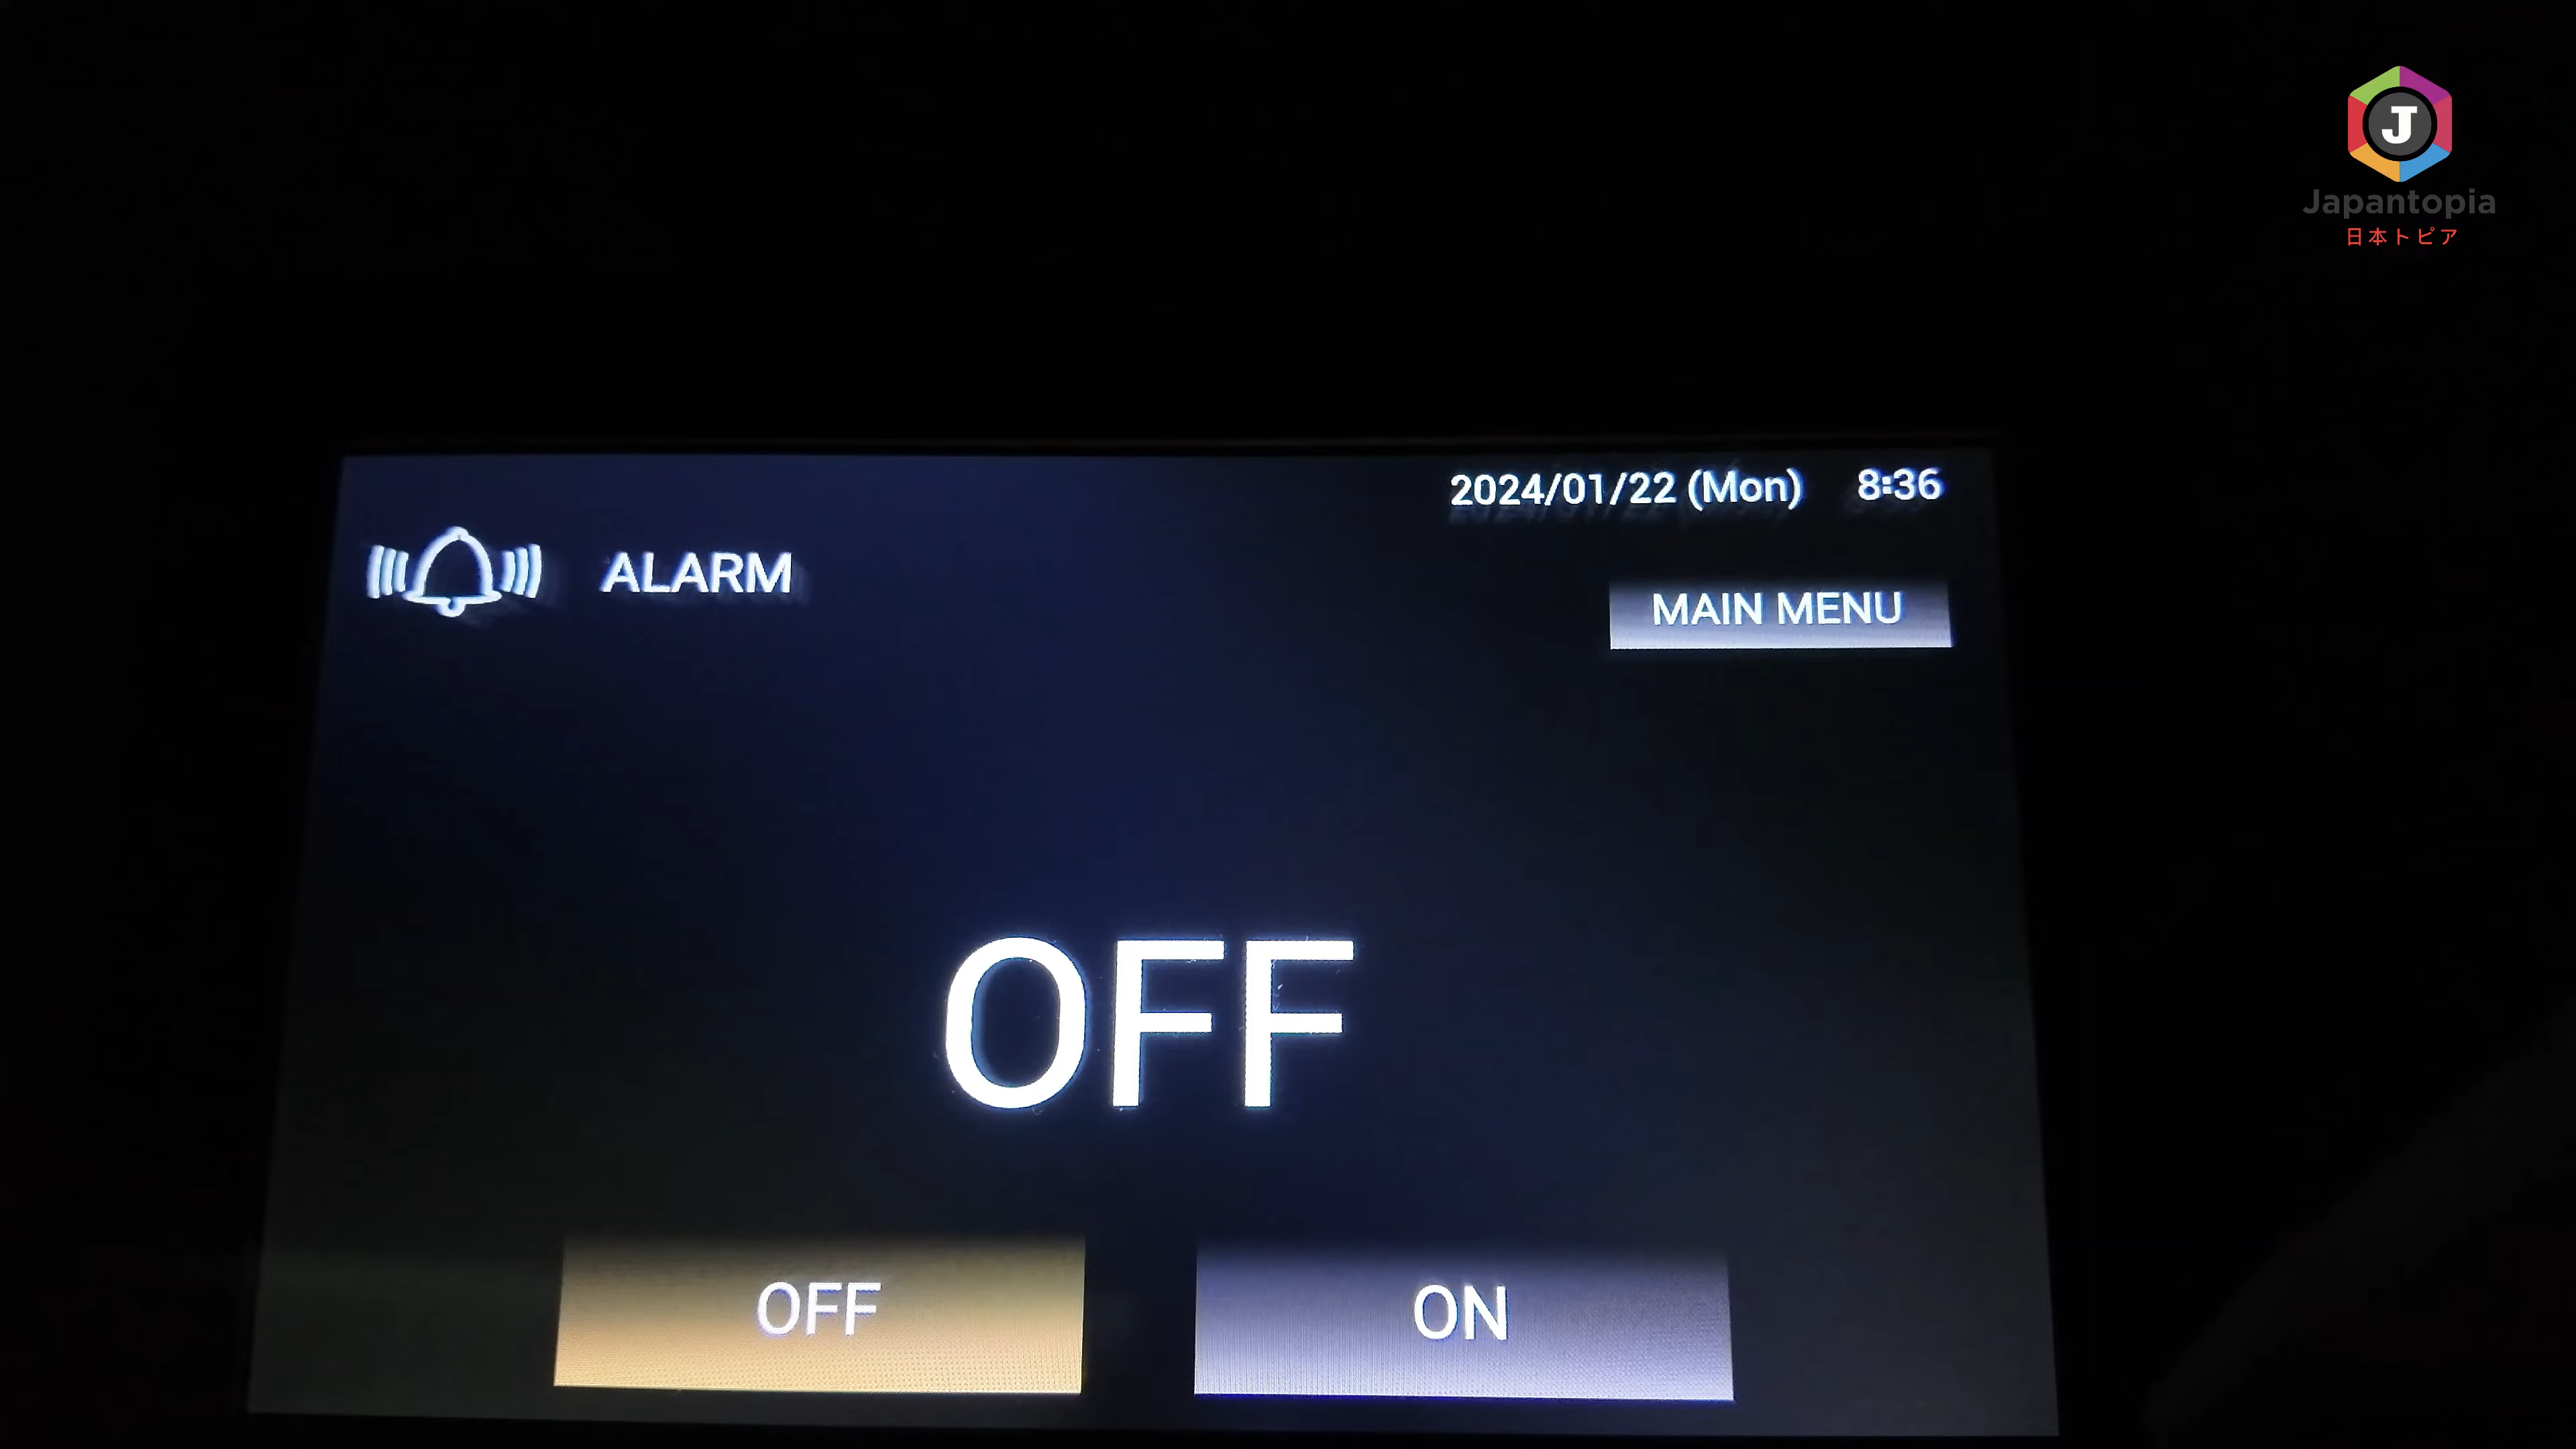 J
Japantopia
日本トピア
2024/01/22 (Mon) 8:36
ALARM
MAIN MENU
OFF
OFF ON